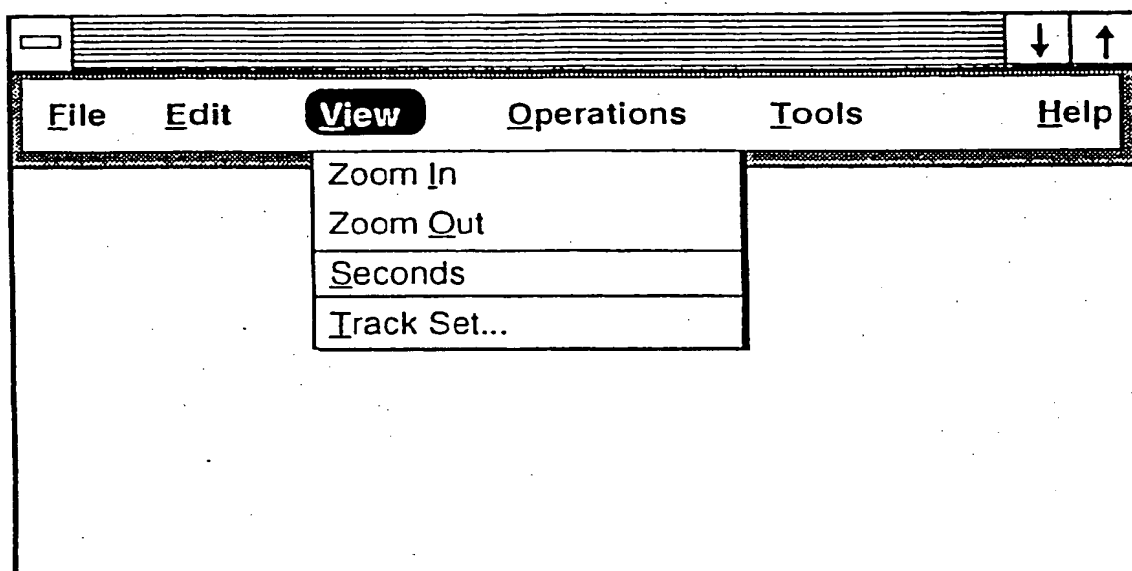 File Edit View Operations Tools Help
Zoom In
Zoom Out
Seconds
Track Set...